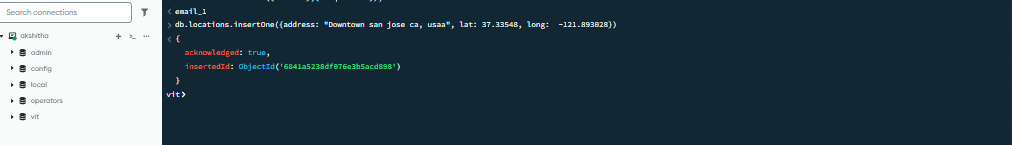 Search connections
akshitha
admin
config
local
operators
vit
email_1
db.locations.insertOne({address: "Downtown san jose ca, usaa", lat: 37.33548, long: -121.893028})
{
acknowledged: true,
insertedId: ObjectId('6841a5238df076e3b5acd898')
}
vit>